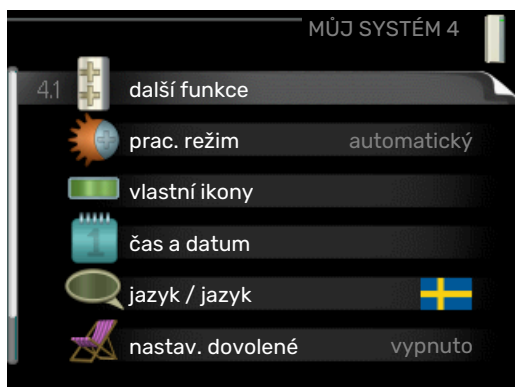 MŮJ SYSTÉM 4
4.1 další funkce
prac. režim automatický
vlastní ikony
1
čas a datum
jazyk / jazyk
nastav. dovolené vypnuto